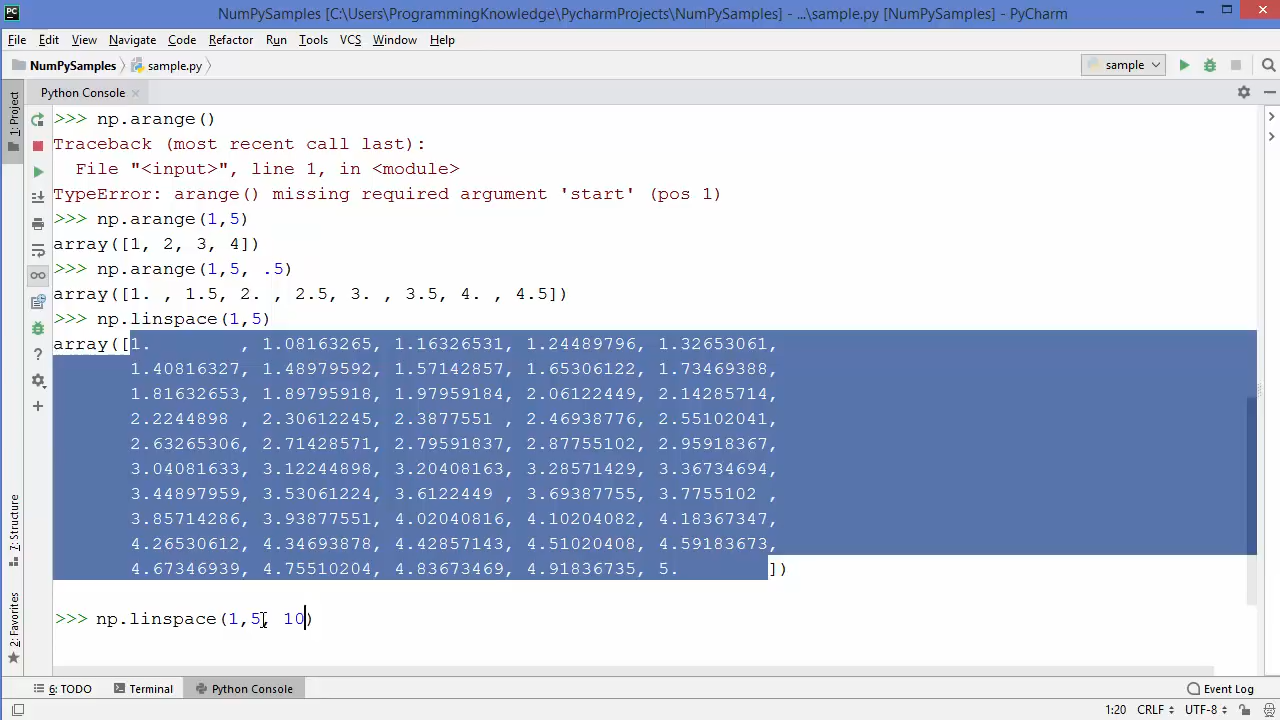 NumPySamples [C:\Users\ProgrammingKnowledge\PycharmProjects\NumPySamples] - ...\sample.py [NumPySamples] - PyCharm
File Edit View Navigate Code Refactor Run Tools VCS Window Help
NumPySamples sample.py sample
Python Console
1: Project
>>> np.arange()
Traceback (most recent call last):
  File "<input>", line 1, in <module>
TypeError: arange() missing required argument 'start' (pos 1)
>>> np.arange(1,5)
array([1, 2, 3, 4])
>>> np.arange(1,5, .5)
array([1. , 1.5, 2. , 2.5, 3. , 3.5, 4. , 4.5])
>>> np.linspace(1,5)
array([1.        , 1.08163265, 1.16326531, 1.24489796, 1.32653061,
       1.40816327, 1.48979592, 1.57142857, 1.65306122, 1.73469388,
       1.81632653, 1.89795918, 1.97959184, 2.06122449, 2.14285714,
       2.2244898 , 2.30612245, 2.3877551 , 2.46938776, 2.55102041,
       2.63265306, 2.71428571, 2.79591837, 2.87755102, 2.95918367,
       3.04081633, 3.12244898, 3.20408163, 3.28571429, 3.36734694,
       3.44897959, 3.53061224, 3.6122449 , 3.69387755, 3.7755102 ,
       3.85714286, 3.93877551, 4.02040816, 4.10204082, 4.18367347,
       4.26530612, 4.34693878, 4.42857143, 4.51020408, 4.59183673,
       4.67346939, 4.75510204, 4.83673469, 4.91836735, 5.        ])
>>> np.linspace(1,5, 10)
7: Structure
2: Favorites
6: TODO Terminal Python Console Event Log
1:20 CRLF UTF-8